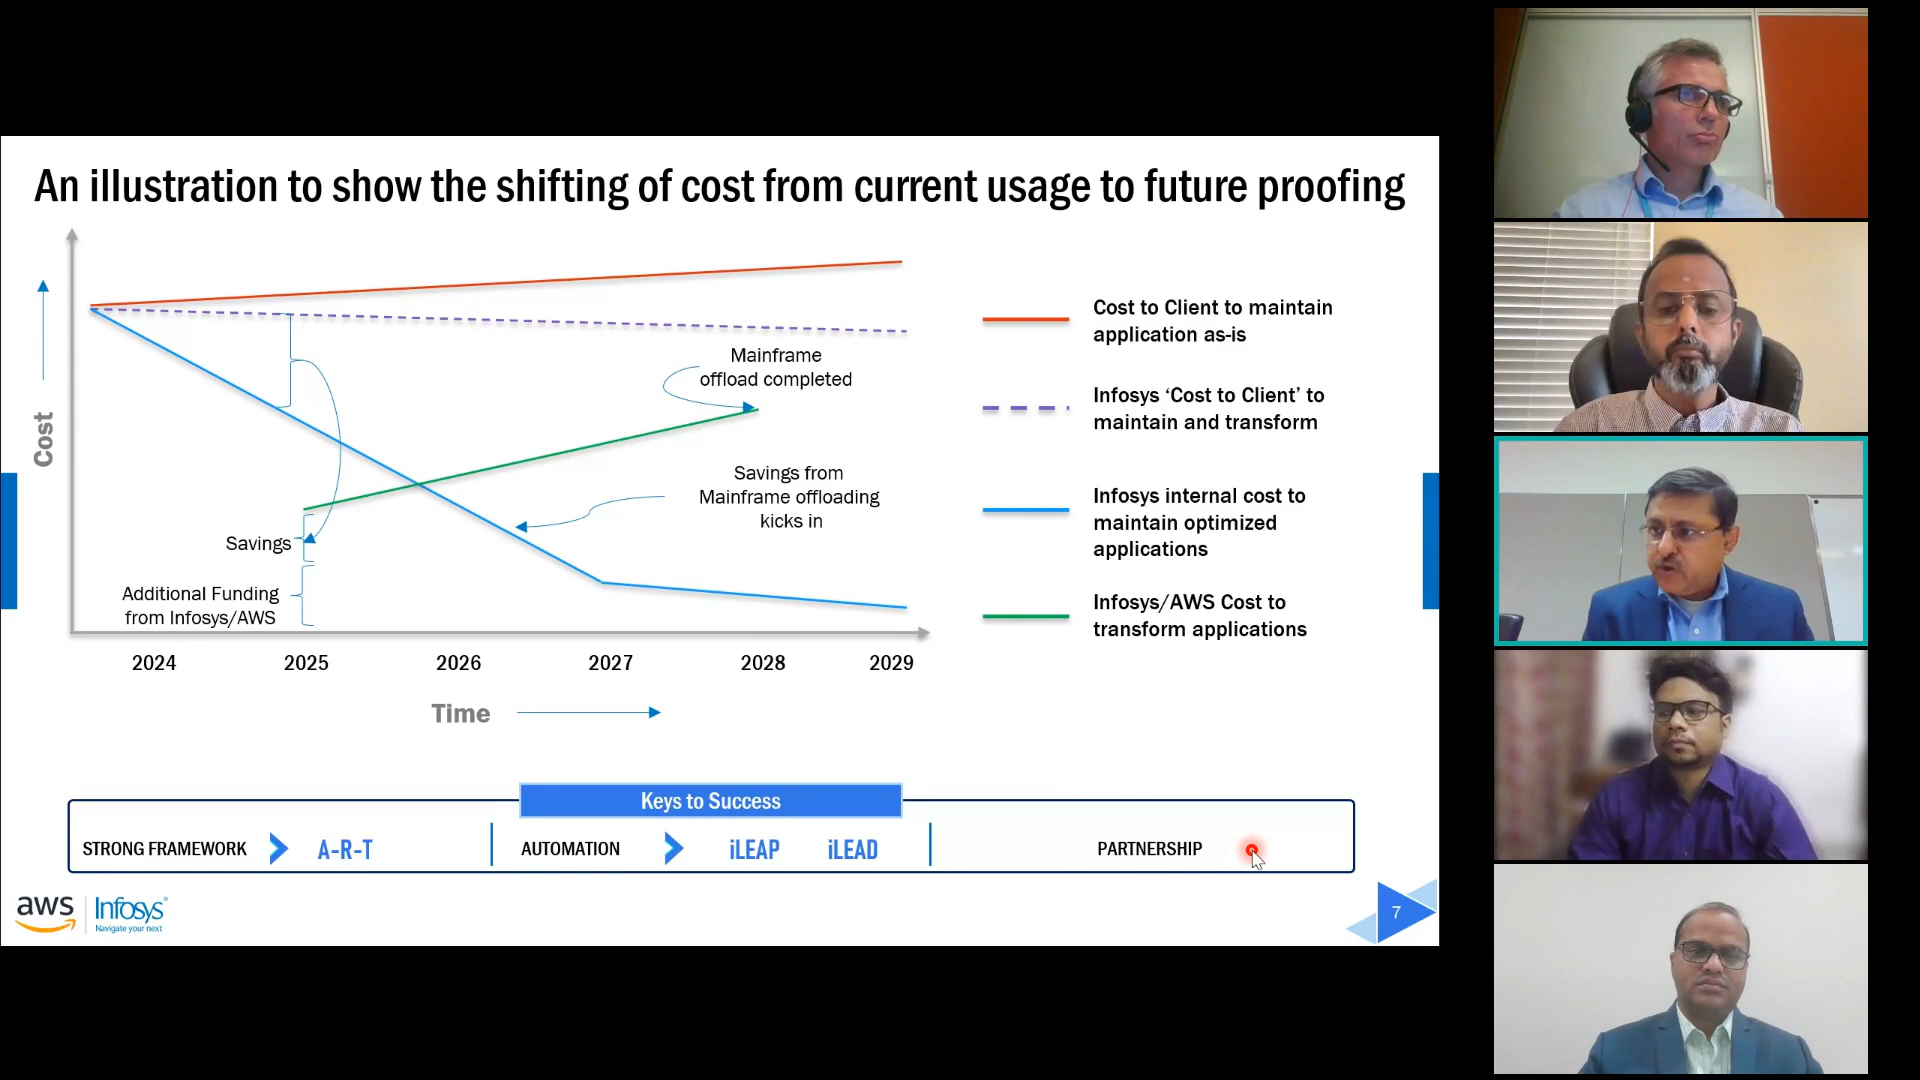 An illustration to show the shifting of cost from current usage to future proofing
Cost
Mainframe
offload completed
Savings from
Mainframe offloading
kicks in
Savings
Additional Funding
from Infosys/AWS
2024
2025
2026
2027
2028
2029
Time
Cost to Client to maintain
application as-is
Infosys ‘Cost to Client’ to
maintain and transform
Infosys internal cost to
maintain optimized
applications
Infosys/AWS Cost to
transform applications
Keys to Success
STRONG FRAMEWORK
A-R-T
AUTOMATION
iLEAP
iLEAD
PARTNERSHIP
aws
Infosys®
Navigate your next
7